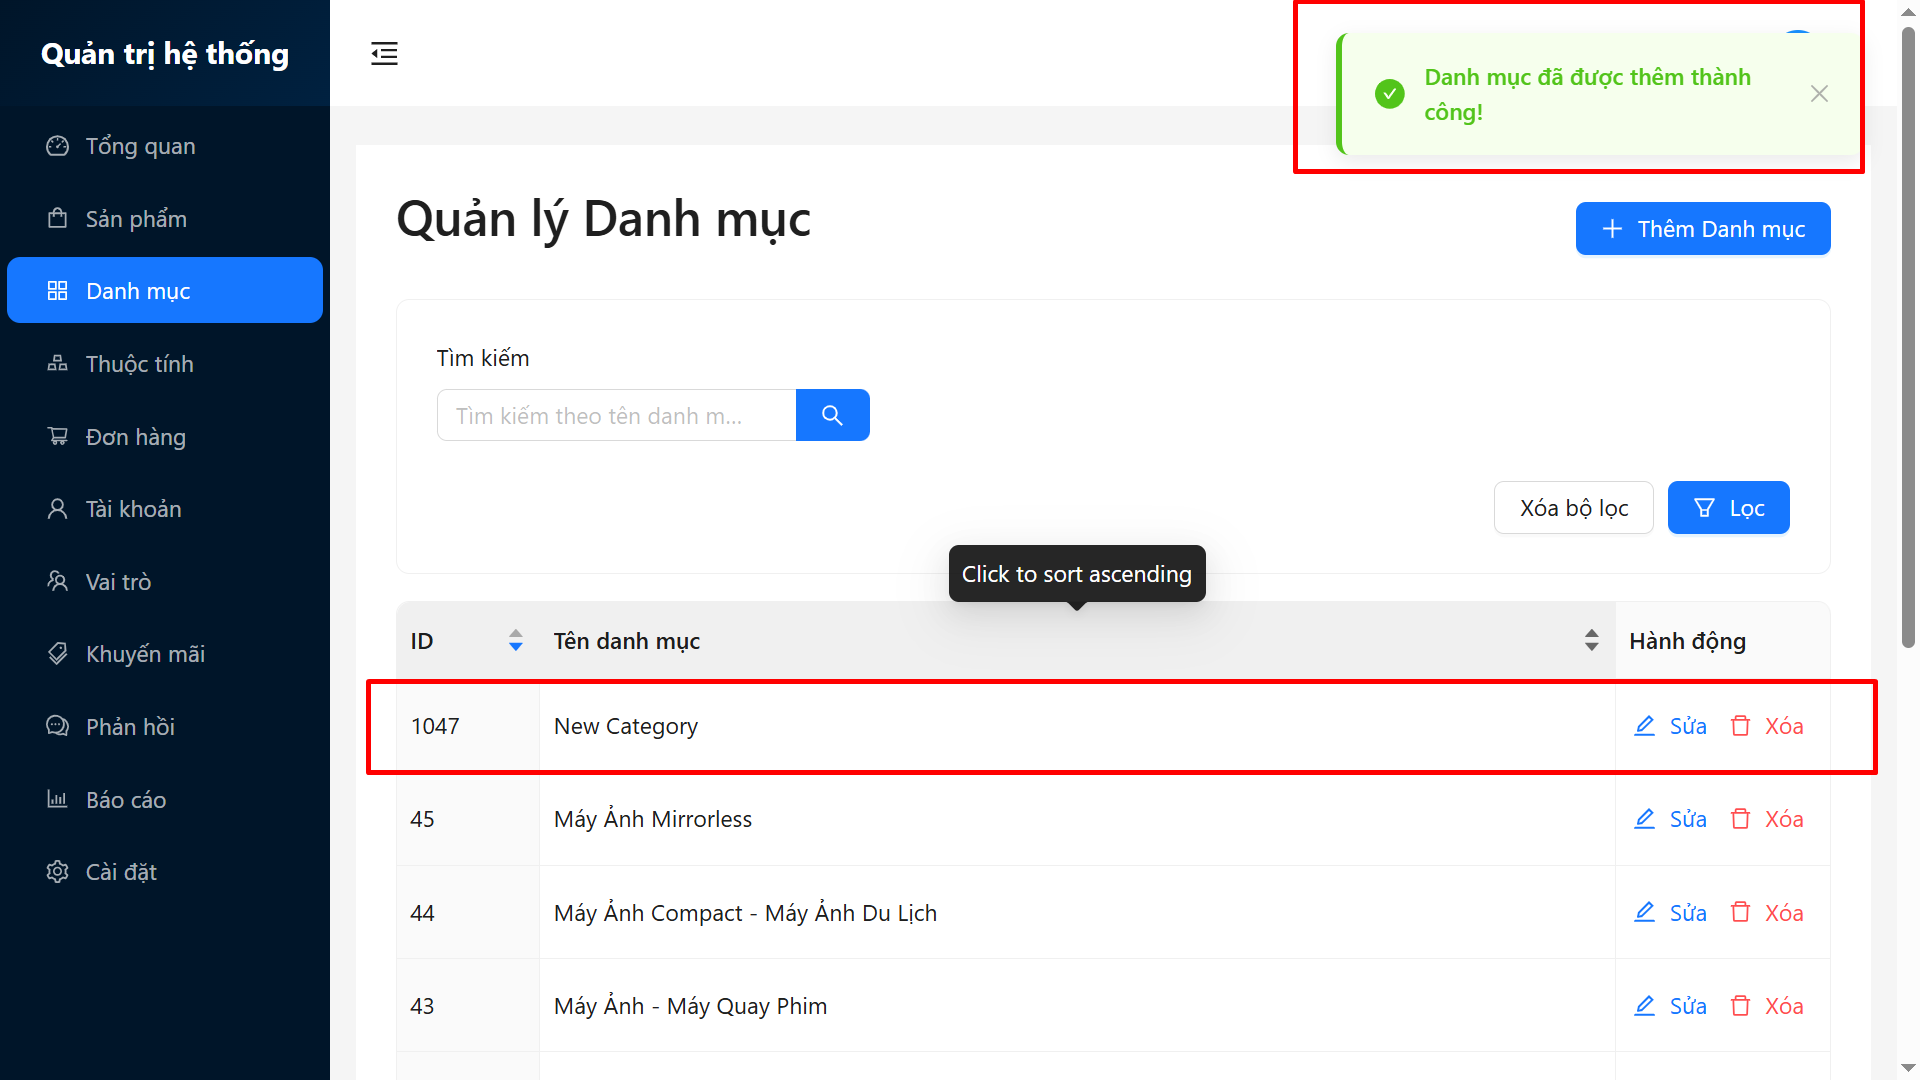 Quản trị hệ thống
Tổng quan
Sản phẩm
Danh mục
Thuộc tính
Đơn hàng
Tài khoản
Vai trò
Khuyến mãi
Phản hồi
Báo cáo
Cài đặt
Danh mục đã được thêm thành
công!
Quản lý Danh mục
Thêm Danh mục
Tìm kiếm
Tìm kiếm theo tên danh m...
Xóa bộ lọc
Lọc
Click to sort ascending
ID Tên danh mục Hành động
1047 New Category Sửa Xóa
45 Máy Ảnh Mirrorless Sửa Xóa
44 Máy Ảnh Compact - Máy Ảnh Du Lịch Sửa Xóa
43 Máy Ảnh - Máy Quay Phim Sửa Xóa